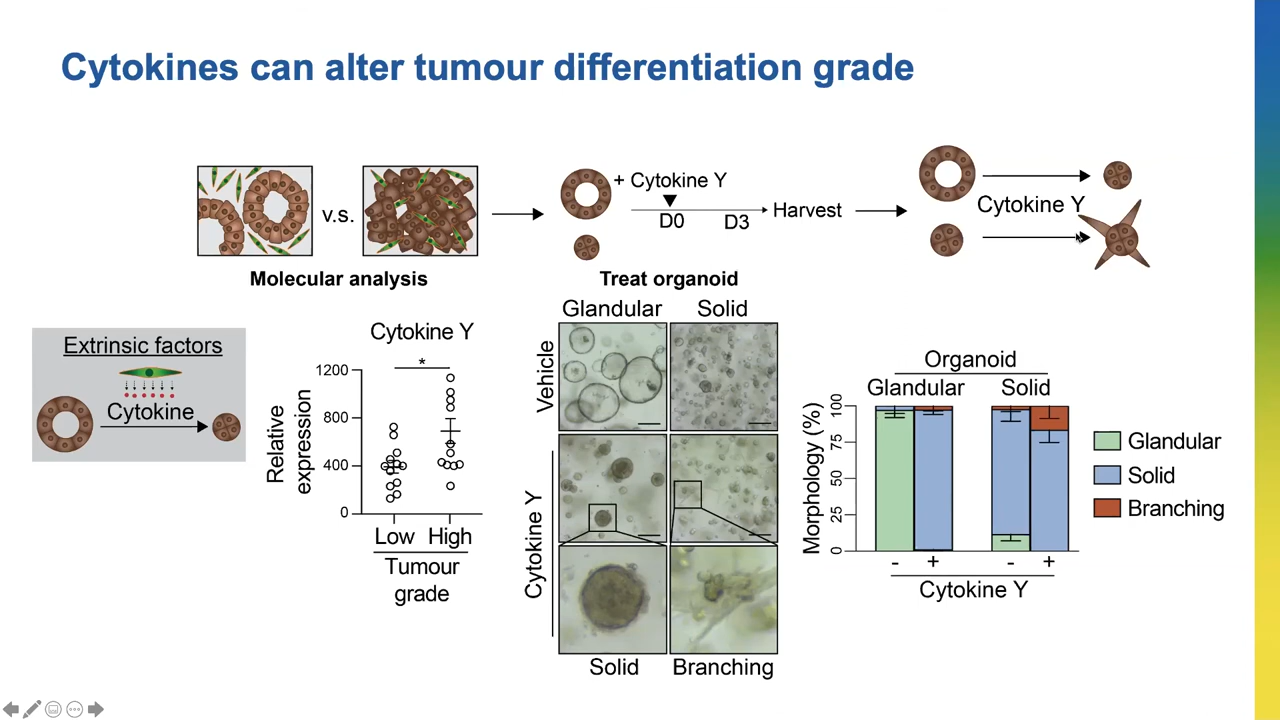 Cytokines can alter tumour differentiation grade
v.s.
Molecular analysis
+ Cytokine Y
D0
D3
Harvest
Treat organoid
Cytokine Y
Extrinsic factors
Cytokine
Cytokine Y
*
Relative
expression
1200
800
400
0
Low
High
Tumour
grade
Glandular
Solid
Vehicle
Cytokine Y
Solid
Branching
Organoid
Glandular
Solid
Morphology (%)
100
75
50
25
0
- + - +
Cytokine Y
Glandular
Solid
Branching